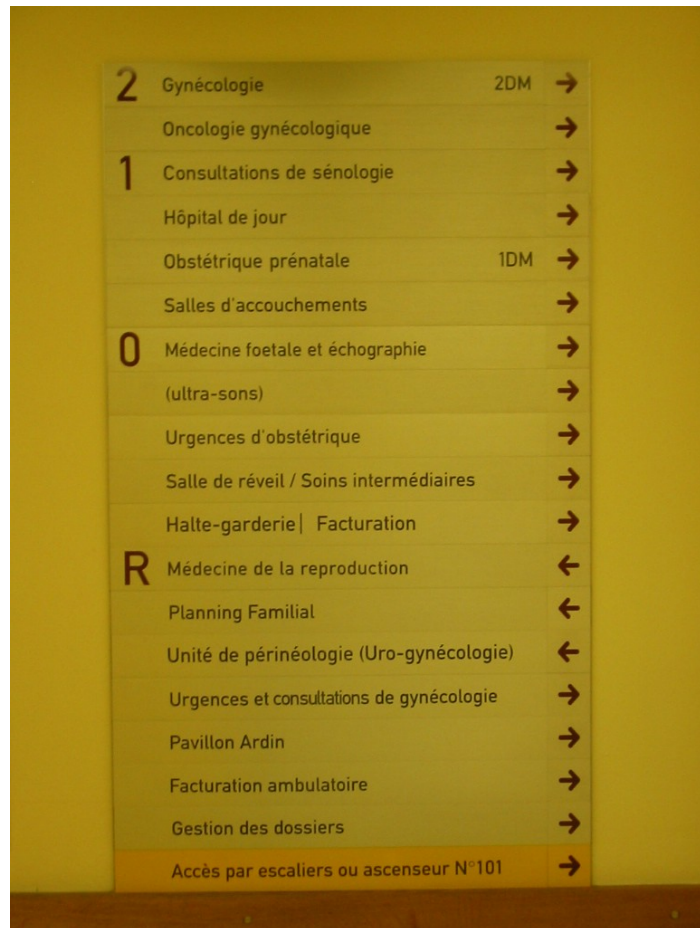 2 Gynécologie 2DM →
Oncologie gynécologique →
1 Consultations de sénologie →
Hôpital de jour →
Obstétrique prénatale 1DM →
Salles d'accouchements →
0 Médecine foetale et échographie →
(ultra-sons) →
Urgences d'obstétrique →
Salle de réveil / Soins intermédiaires →
Halte-garderie | Facturation →
R Médecine de la reproduction ←
Planning Familial ←
Unité de périnéologie (Uro-gynécologie) ←
Urgences et consultations de gynécologie →
Pavillon Ardin →
Facturation ambulatoire →
Gestion des dossiers →
Accès par escaliers ou ascenseur N°101 →